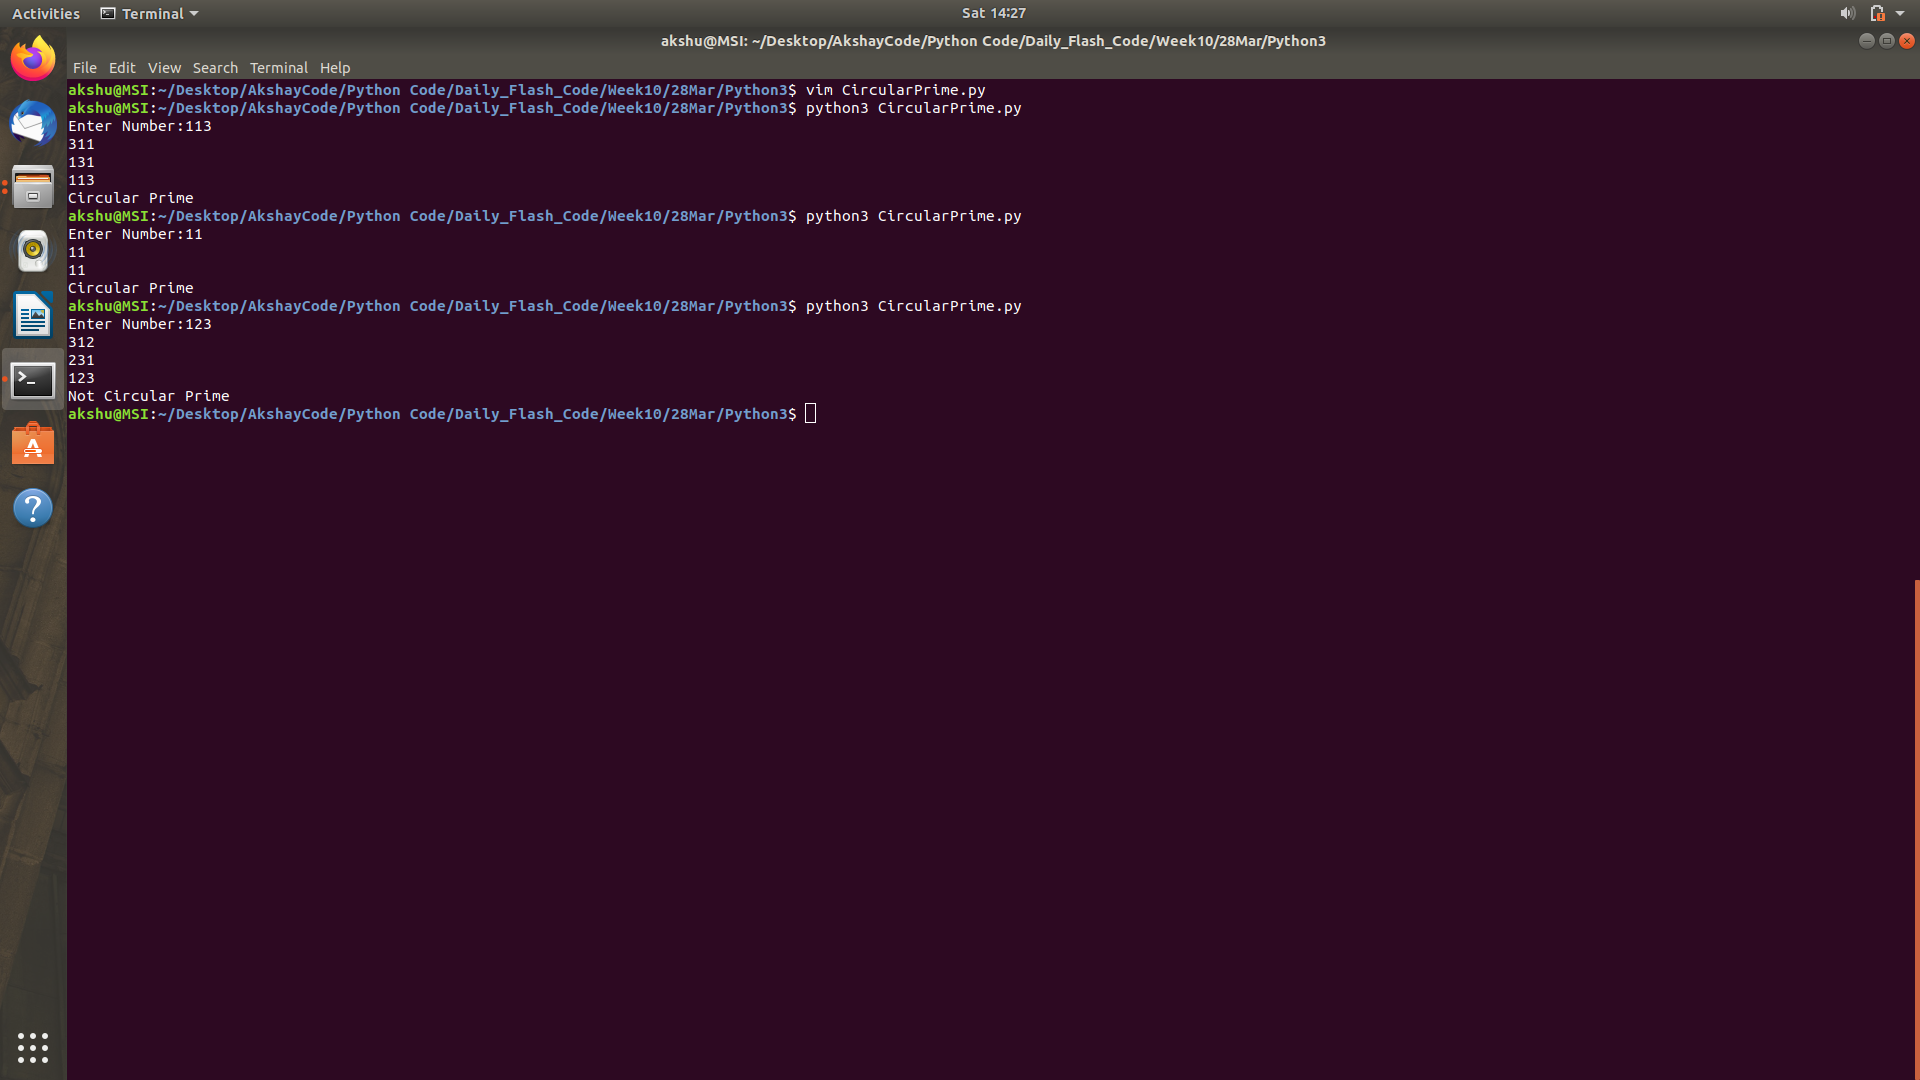 Activities
Terminal
Sat 14:27
akshu@MSI: ~/Desktop/AkshayCode/Python Code/Daily_Flash_Code/Week10/28Mar/Python3
File Edit View Search Terminal Help
akshu@MSI:~/Desktop/AkshayCode/Python Code/Daily_Flash_Code/Week10/28Mar/Python3$ vim CircularPrime.py
akshu@MSI:~/Desktop/AkshayCode/Python Code/Daily_Flash_Code/Week10/28Mar/Python3$ python3 CircularPrime.py
Enter Number:113
311
131
113
Circular Prime
akshu@MSI:~/Desktop/AkshayCode/Python Code/Daily_Flash_Code/Week10/28Mar/Python3$ python3 CircularPrime.py
Enter Number:11
11
11
Circular Prime
akshu@MSI:~/Desktop/AkshayCode/Python Code/Daily_Flash_Code/Week10/28Mar/Python3$ python3 CircularPrime.py
Enter Number:123
312
231
123
Not Circular Prime
akshu@MSI:~/Desktop/AkshayCode/Python Code/Daily_Flash_Code/Week10/28Mar/Python3$